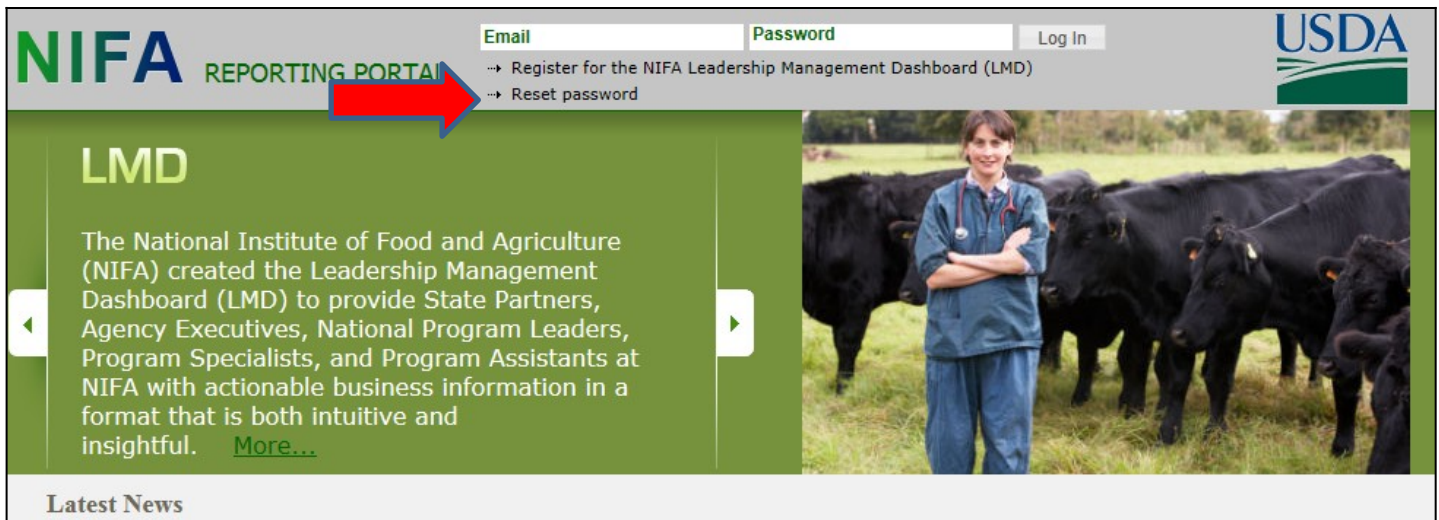 NIFA REPORTING PORTAL
Email
Password
Log In
Register for the NIFA Leadership Management Dashboard (LMD)
Reset password
USDA
LMD
The National Institute of Food and Agriculture
(NIFA) created the Leadership Management
Dashboard (LMD) to provide State Partners,
Agency Executives, National Program Leaders,
Program Specialists, and Program Assistants at
NIFA with actionable business information in a
format that is both intuitive and
insightful. More...
Latest News